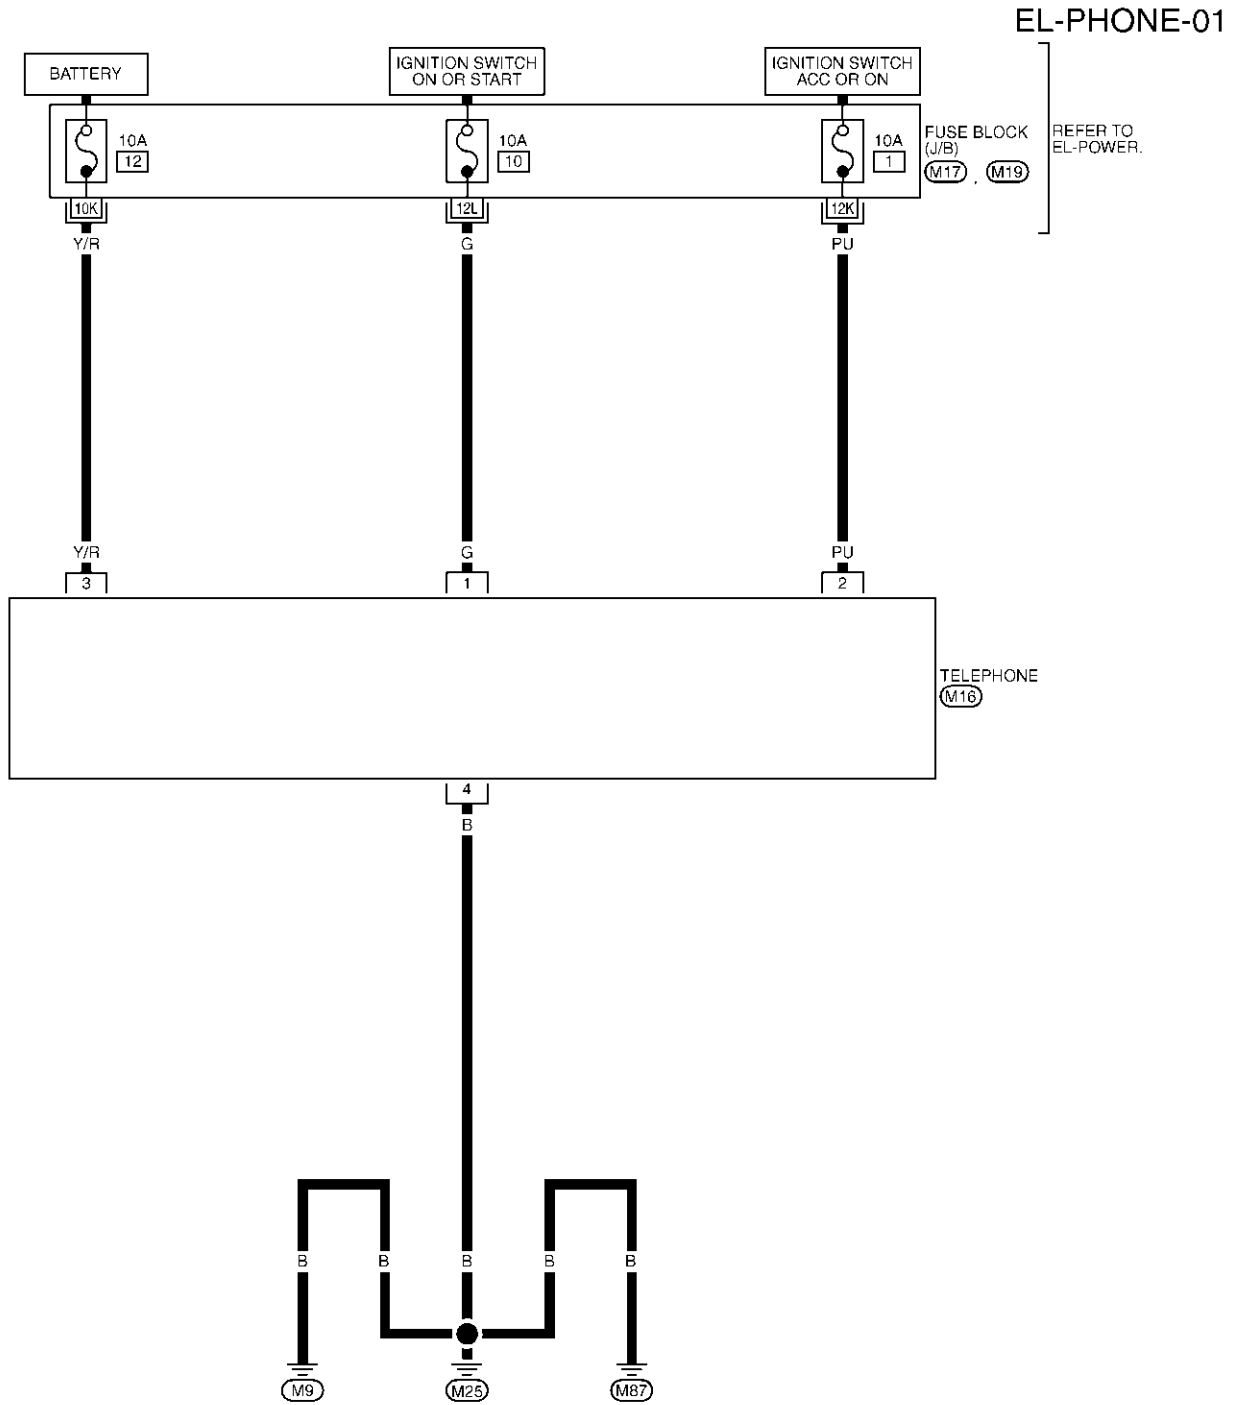 EL-PHONE-01
BATTERY
IGNITION SWITCH
ON OR START
IGNITION SWITCH
ACC OR ON
10A
12
10A
10
10A
1
FUSE BLOCK
(J/B)
M17 , M19
REFER TO
EL-POWER.
10K
12L
12K
Y/R
G
PU
Y/R
G
PU
3
1
2
TELEPHONE
M16
4
B
B
B
B
B
B
M9
M25
M87